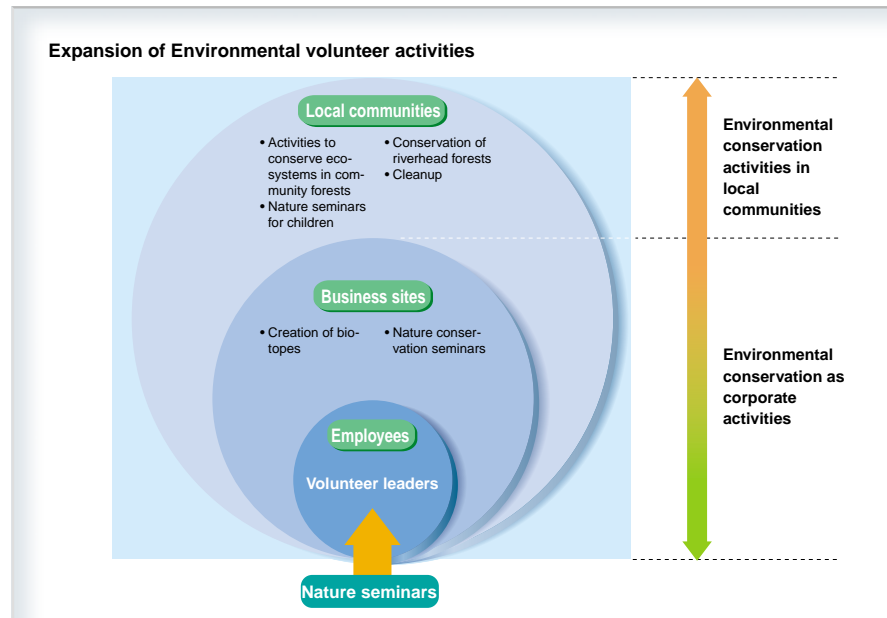 Expansion of Environmental volunteer activities
Local communities
• Activities to
conserve eco-
systems in com-
munity forests
• Nature seminars
for children
• Conservation of
riverhead forests
• Cleanup
Environmental
conservation
activities in
local
communities
Business sites
• Creation of bio-
topes
• Nature conser-
vation seminars
Environmental
conservation as
corporate
activities
Employees
Volunteer leaders
Nature seminars